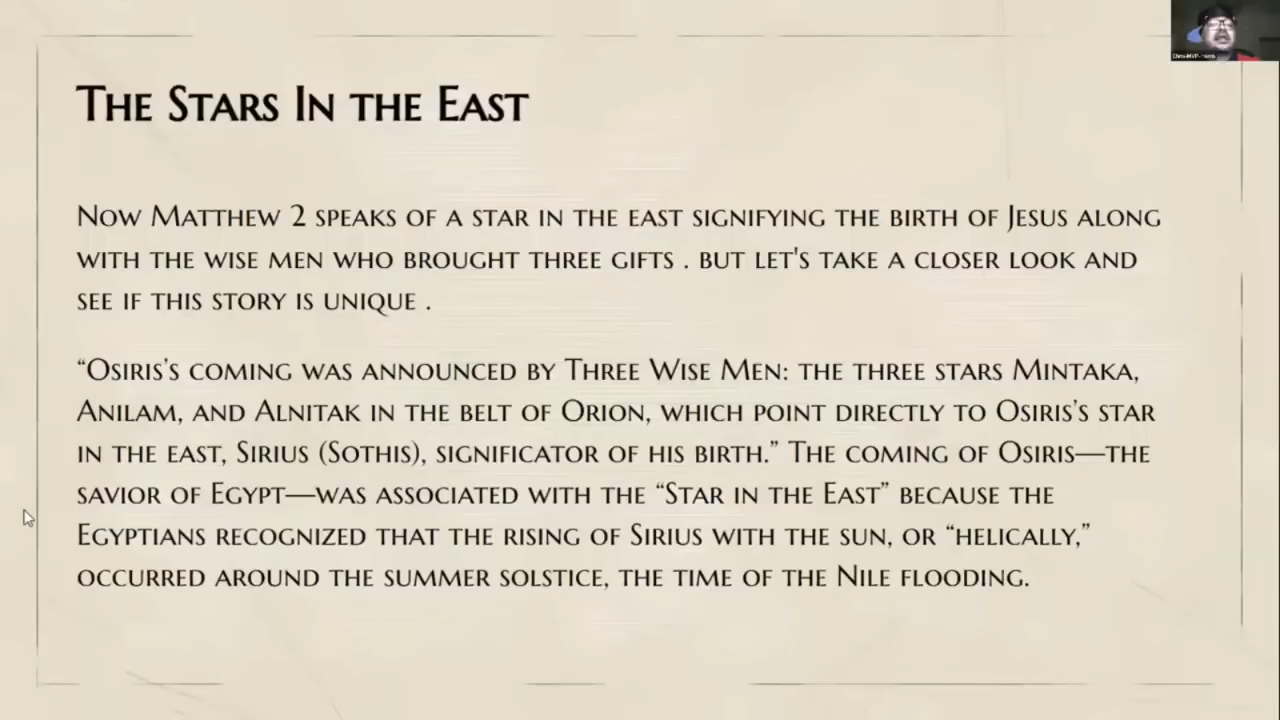 The Stars In the East
Now Matthew 2 speaks of a star in the east signifying the birth of Jesus along
with the wise men who brought three gifts . but let's take a closer look and
see if this story is unique .
“Osiris’s coming was announced by Three Wise Men: the three stars Mintaka,
Anilam, and Alnitak in the belt of Orion, which point directly to Osiris’s star
in the east, Sirius (Sothis), significator of his birth.” The coming of Osiris—the
savior of Egypt—was associated with the “Star in the East” because the
Egyptians recognized that the rising of Sirius with the sun, or “helically,”
occurred around the summer solstice, the time of the Nile flooding.